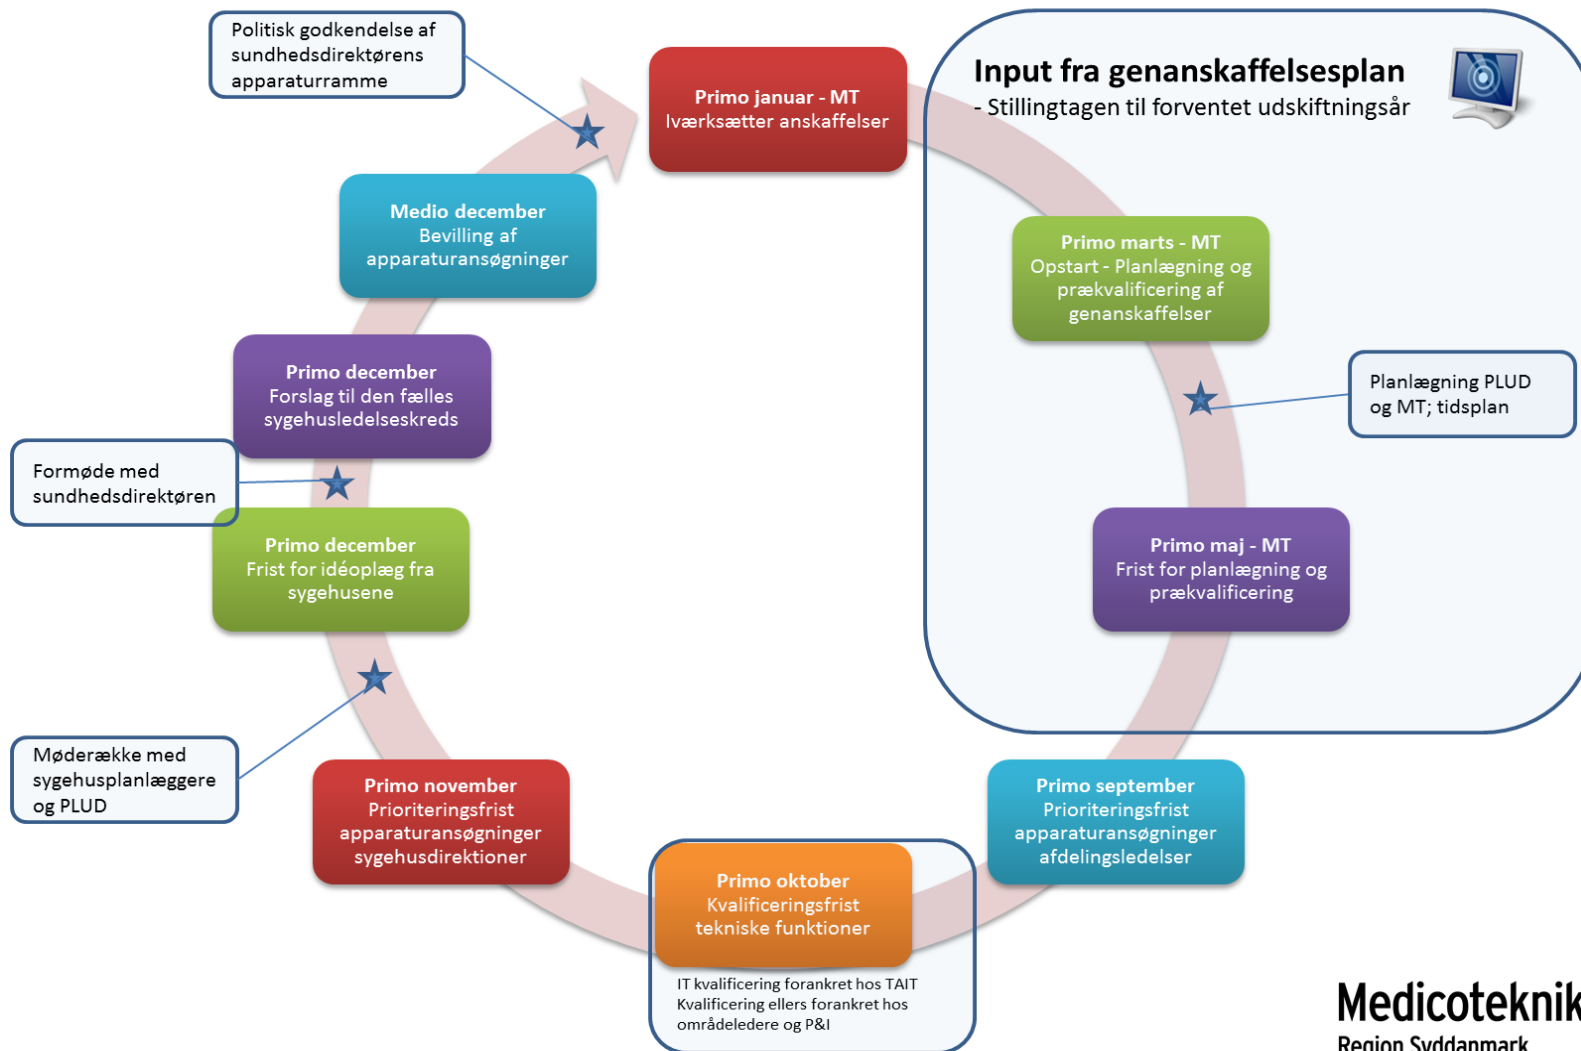 Politisk godkendelse af
sundhedsdirektørens
apparaturramme
Primo januar - MT
Iværksætter anskaffelser
Input fra genanskaffelsesplan
- Stillingtagen til forventet udskiftningsår
Medio december
Bevilling af
apparaturansøgninger
Primo marts - MT
Opstart - Planlægning og
prækvalificering af
genanskaffelser
Primo december
Forslag til den fælles
sygehusledelseskreds
Planlægning PLUD
og MT; tidsplan
Formøde med
sundhedsdirektøren
Primo december
Frist for idéoplæg fra
sygehusene
Primo maj - MT
Frist for planlægning og
prækvalificering
Møderække med
sygehusplanlæggere
og PLUD
Primo november
Prioriteringsfrist
apparaturansøgninger
sygehusdirektioner
Primo september
Prioriteringsfrist
apparaturansøgninger
afdelingsledelser
Primo oktober
Kvalificeringsfrist
tekniske funktioner
IT kvalificering forankret hos TAIT
Kvalificering ellers forankret hos
områdeledere og P&I
Medicoteknik
Region Syddanmark